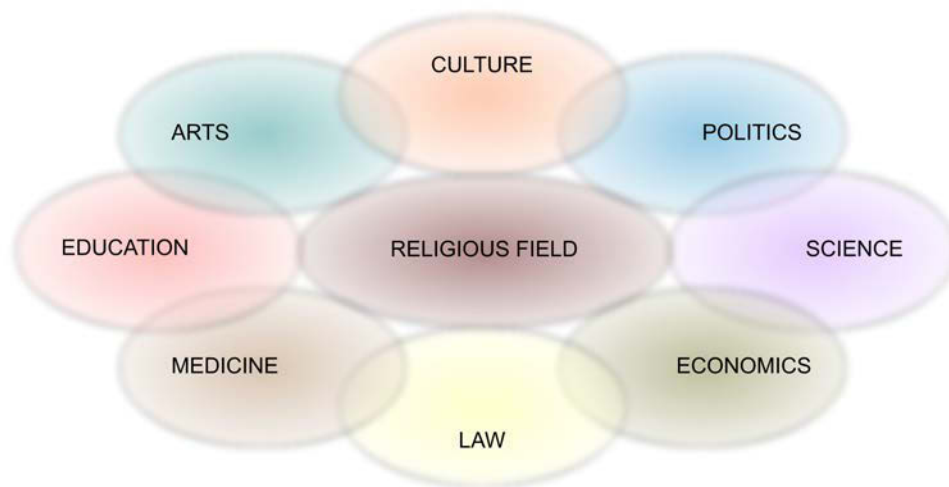 CULTURE
ARTS
POLITICS
EDUCATION
RELIGIOUS FIELD
SCIENCE
MEDICINE
ECONOMICS
LAW